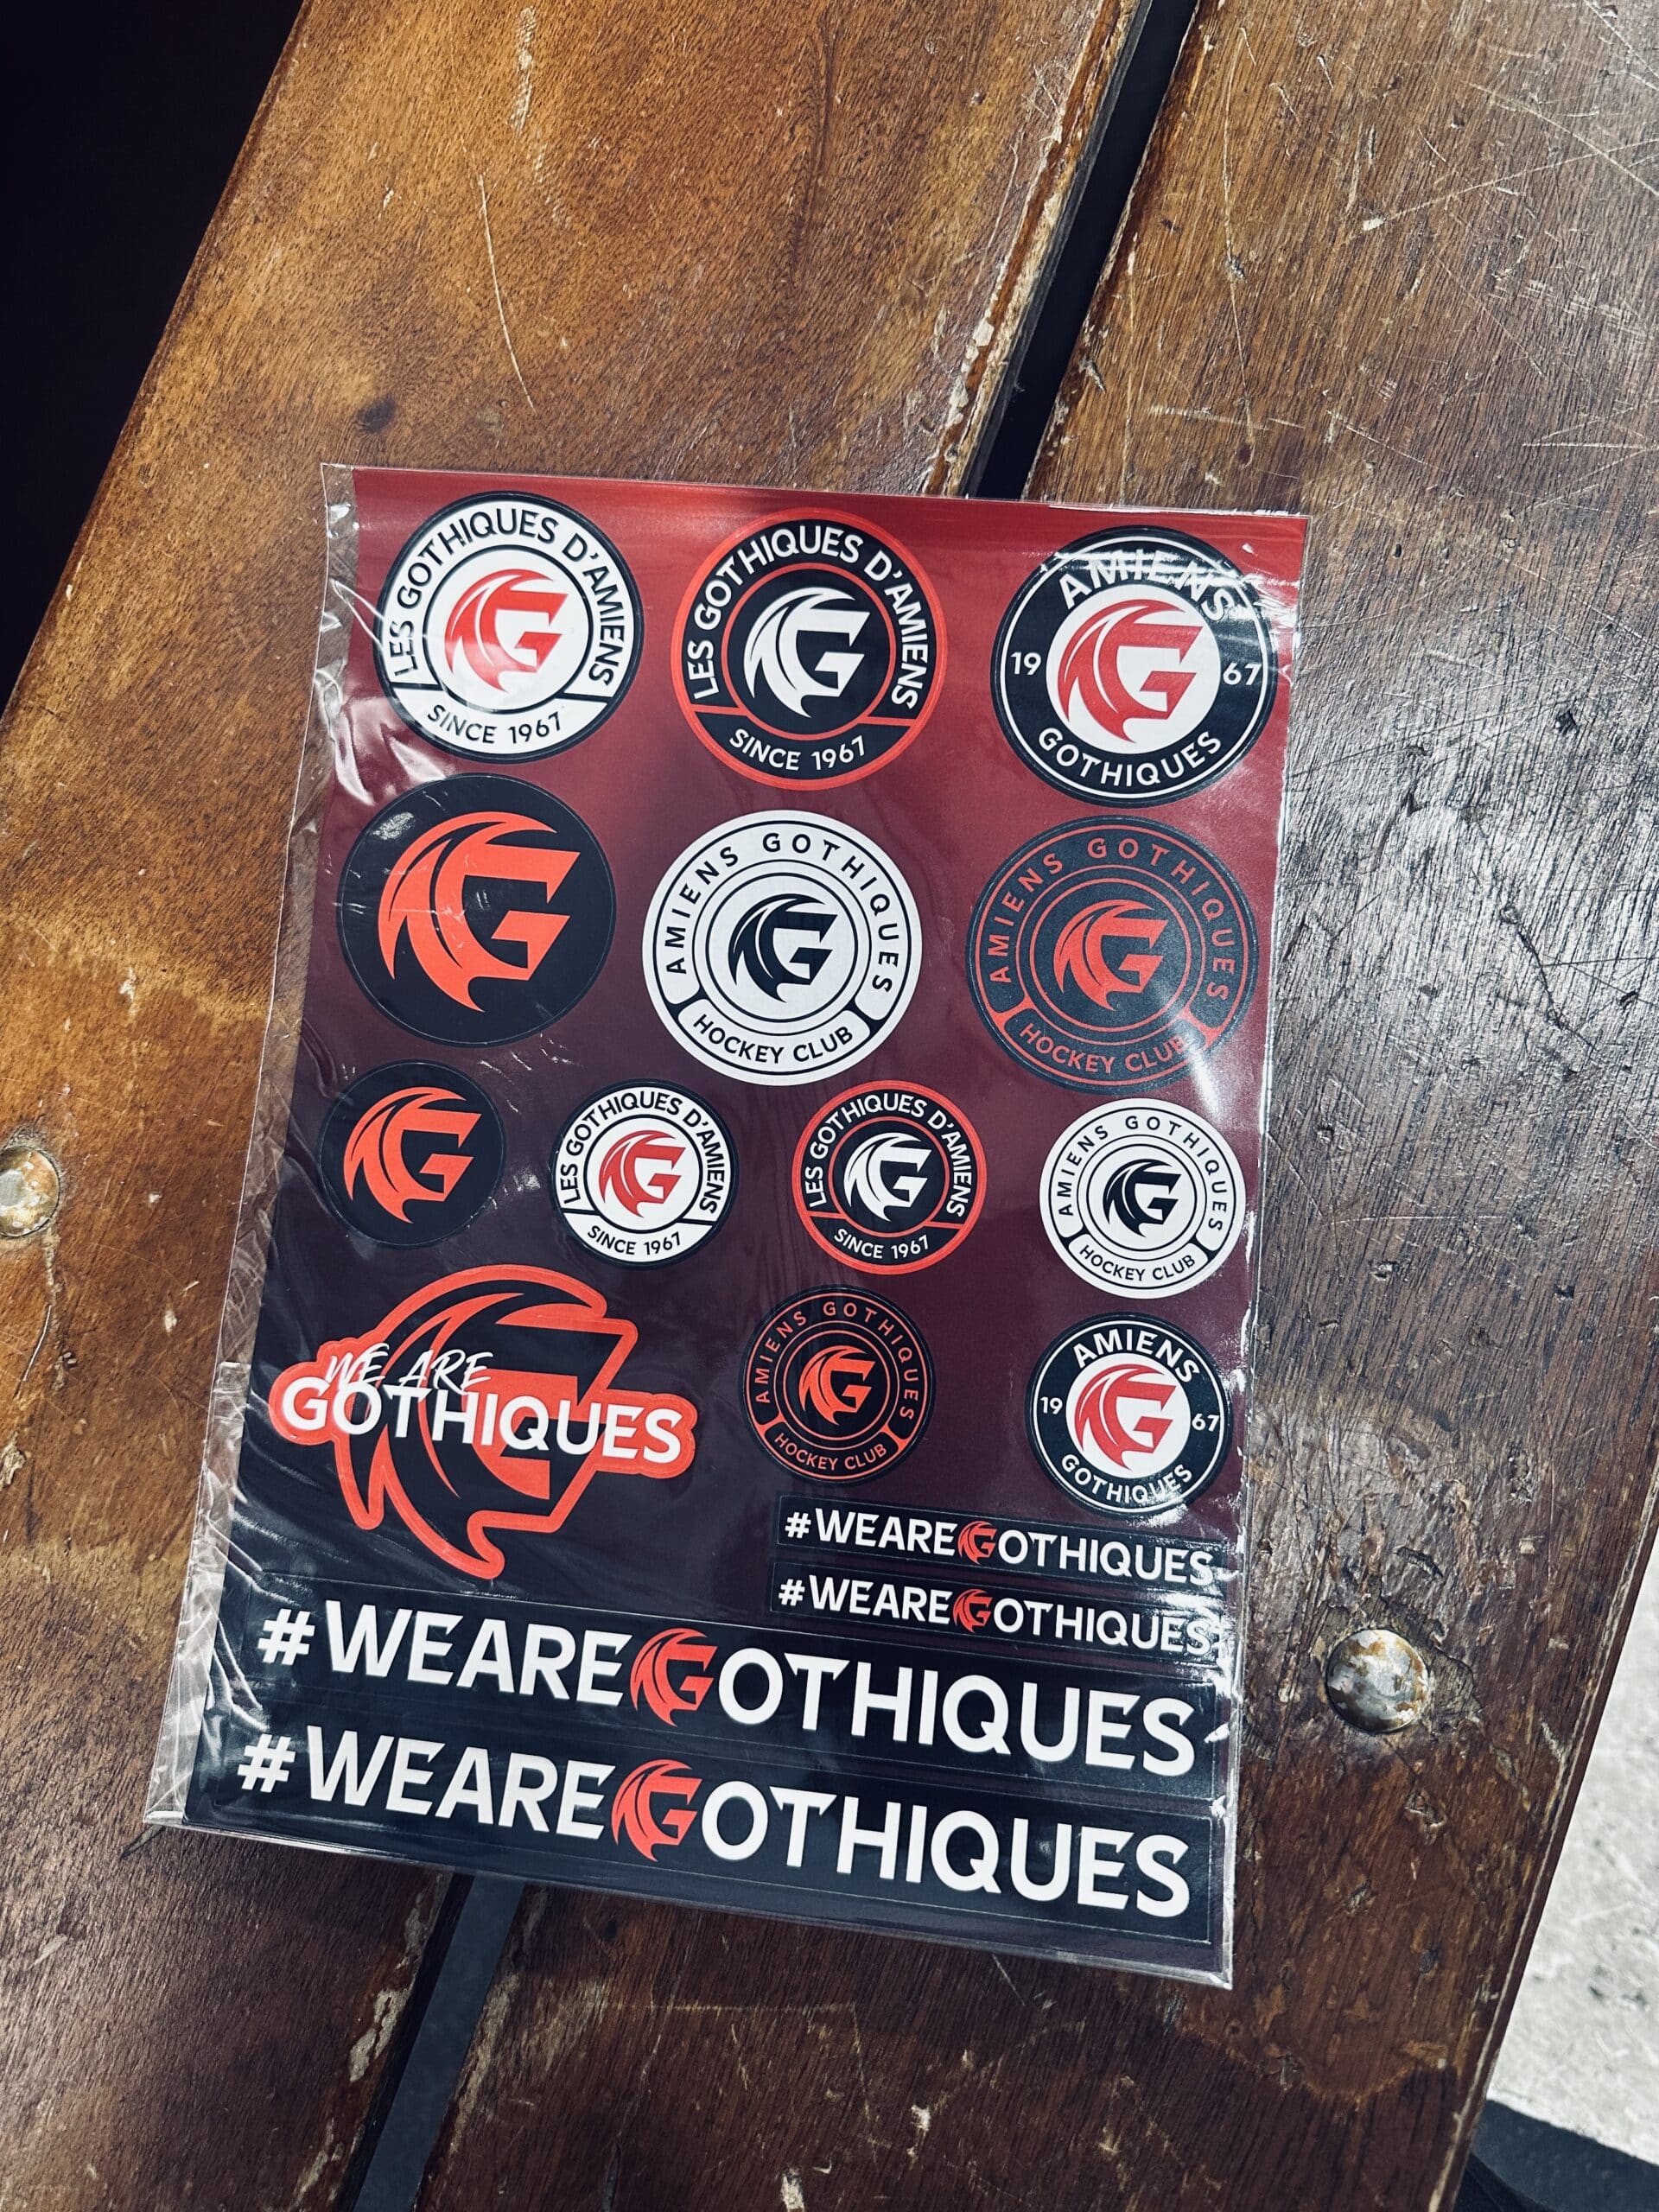 LES GOTHIQUES D'AMIENS
SINCE 1967
LES GOTHIQUES D'AMIENS
SINCE 1967
AMIENS
19 67
GOTHIQUES
G
AMIENS GOTHIQUES
G
HOCKEY CLUB
AMIENS GOTHIQUES
G
HOCKEY CLUB
G
LES GOTHIQUES D'AMIENS
G
SINCE 1967
LES GOTHIQUES D'AMIENS
G
SINCE 1967
AMIENS GOTHIQUES
G
HOCKEY CLUB
WE ARE
GOTHIQUES
AMIENS GOTHIQUES
G
HOCKEY CLUB
AMIENS
19 G 67
GOTHIQUES
#WEAREGOTHIQUES
#WEAREGOTHIQUES
#WEAREGOTHIQUES
#WEAREGOTHIQUES